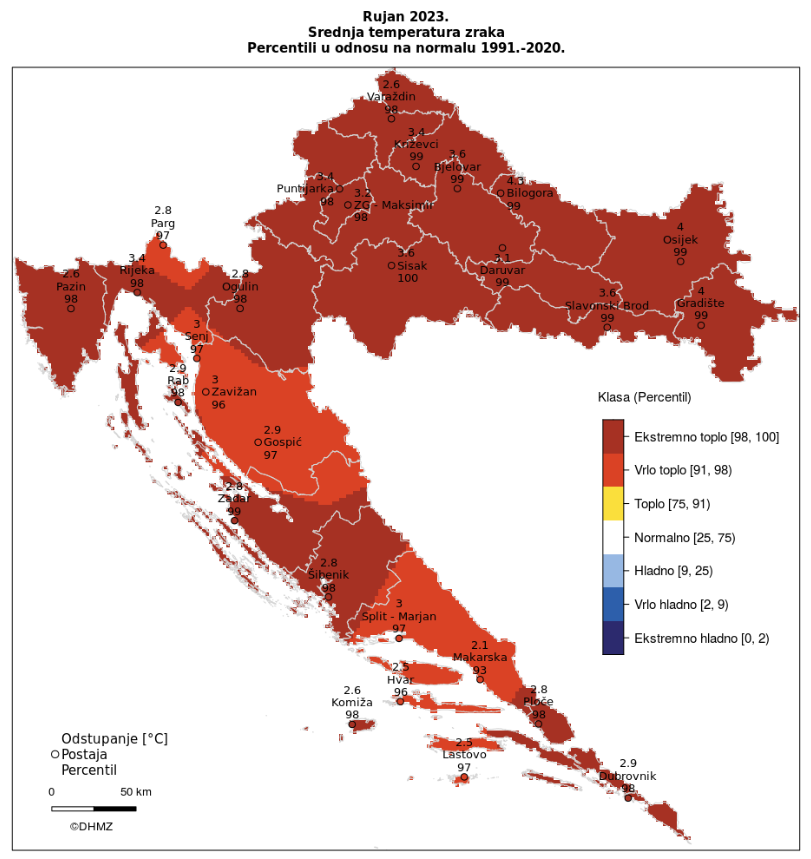 Rujan 2023.
Srednja temperatura zraka
Percentili u odnosu na normalu 1991.-2020.
2.6
Varaždin
98
3.4
Križevci
99
3.6
Bjelovar
99
3.4
Puntijarka
98
3.2
ZG - Maksimir
98
4.3
Bilogora
99
2.8
Parg
97
4
Osijek
99
3.4
Rijeka
98
2.6
Pazin
98
2.8
Ogulin
98
3.6
Sisak
100
3.1
Daruvar
99
3.6
Slavonski Brod
99
4
Gradište
99
3
Senj
97
2.9
Rab
98
3
Zavižan
96
2.9
Gospić
97
Klasa (Percentil)
Ekstremno toplo [98, 100]
Vrlo toplo [91, 98)
Toplo [75, 91)
Normalno [25, 75)
Hladno [9, 25)
Vrlo hladno [2, 9)
Ekstremno hladno [0, 2)
2.8
Zadar
99
2.8
Šibenik
98
3
Split - Marjan
97
2.1
Makarska
93
2.5
Hvar
96
2.6
Komiža
98
2.8
Ploče
98
2.5
Lastovo
97
2.9
Dubrovnik
98
Odstupanje [°C]
Postaja
Percentil
0 50 km
©DHMZ